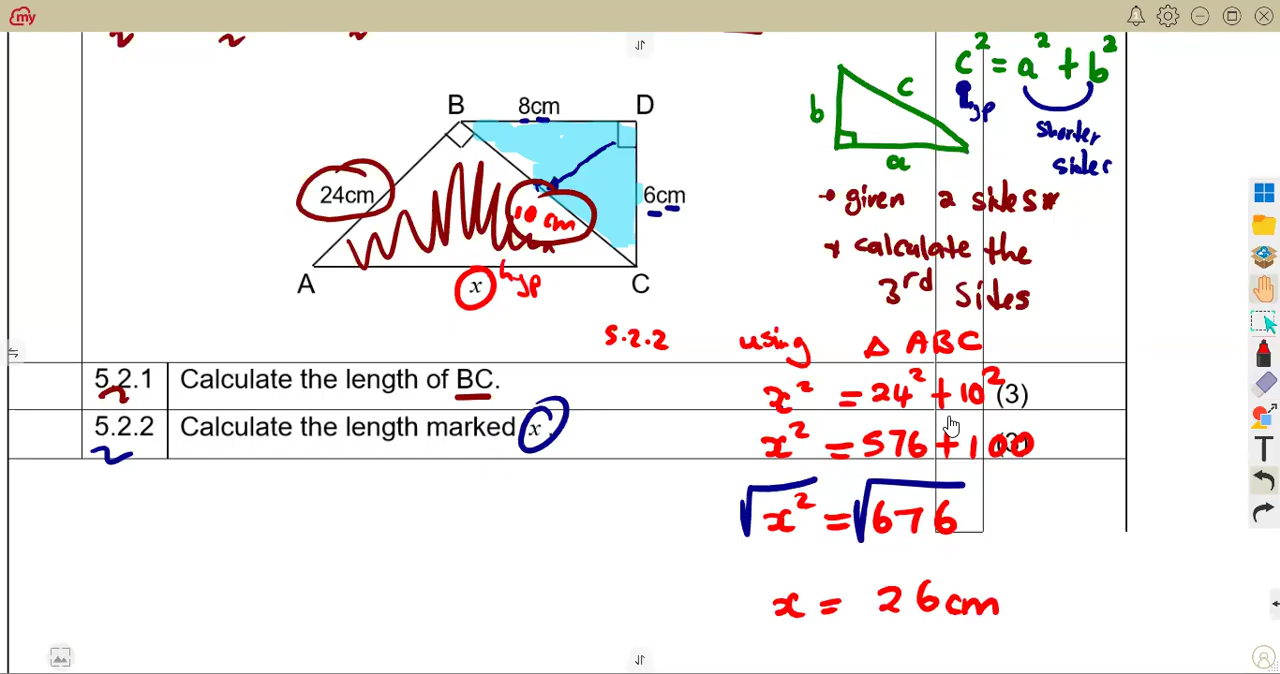 my
c² = a² + b²
hyp
shorter
sides
b
c
a
B 8cm D
24cm
10 cm
6cm
A
x
hyp
C
→ given 2 sides
* calculate the
3rd sides
5.2.2
using Δ ABC
5.2.1 Calculate the length of BC. (3)
x² = 24² + 10²
5.2.2 Calculate the length marked x.
x² = 576 + 100
√x² = √676
x = 26cm
T